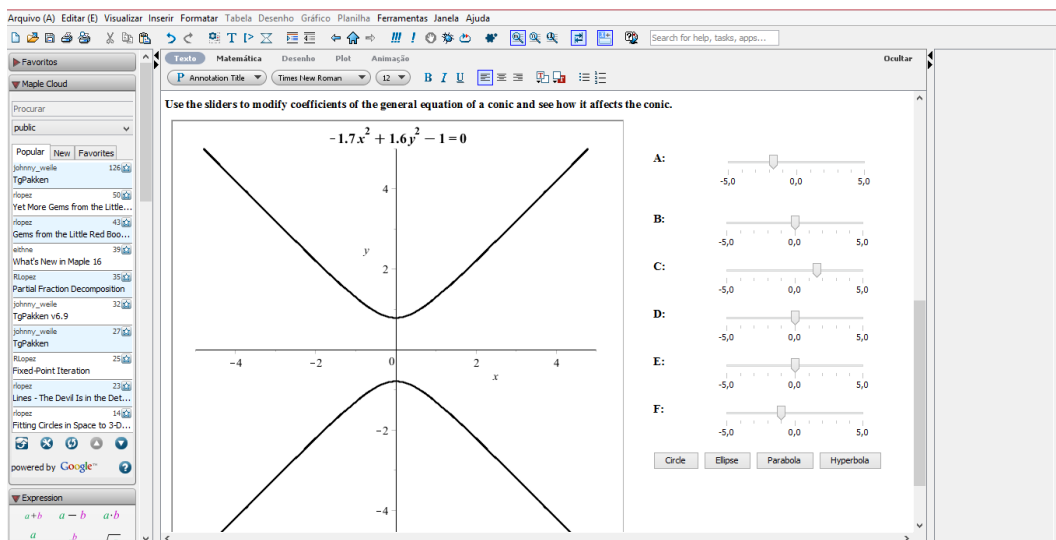 Arquivo (A) Editar (E) Visualizar Inserir Formatar Tabela Desenho Gráfico Planilha Ferramentas Janela Ajuda
Search for help, tasks, apps...
Favoritos
Maple Cloud
Procurar
public
Popular New Favorites
johnny_weile 126
TgPakken
rlopez 50
Yet More Gems from the Little...
rlopez 43
Gems from the Little Red Boo...
eithne 39
What's New in Maple 16
RLopez 35
Partial Fraction Decomposition
johnny_weile 32
TgPakken v6.9
johnny_weile 27
TgPakken
RLopez 25
Fixed-Point Iteration
rlopez 23
Lines - The Devil Is in the Det...
rlopez 14
Fitting Circles in Space to 3-D...
powered by Google™
Expression
a+b a − b a·b
a b
Texto Matemática Desenho Plot Animação Ocultar
P Annotation Title Times New Roman 12 B I U
Use the sliders to modify coefficients of the general equation of a conic and see how it affects the conic.
-1.7x² + 1.6y² − 1 = 0
4
y
2
−4 −2 0 2 4
x
−2
−4
A:
-5,0 0,0 5,0
B:
-5,0 0,0 5,0
C:
-5,0 0,0 5,0
D:
-5,0 0,0 5,0
E:
-5,0 0,0 5,0
F:
-5,0 0,0 5,0
Circle Ellipse Parabola Hyperbola